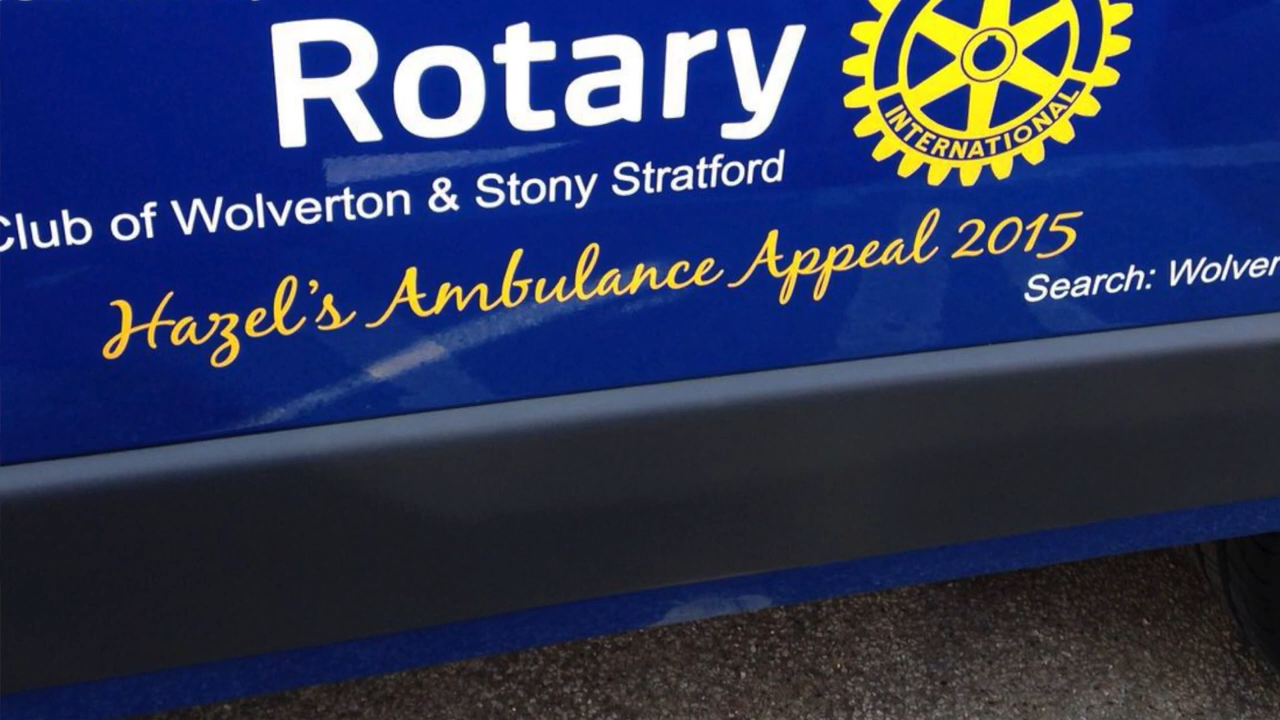 Rotary
INTERNATIONAL
Club of Wolverton & Stony Stratford
Hazel's Ambulance Appeal 2015
Search: